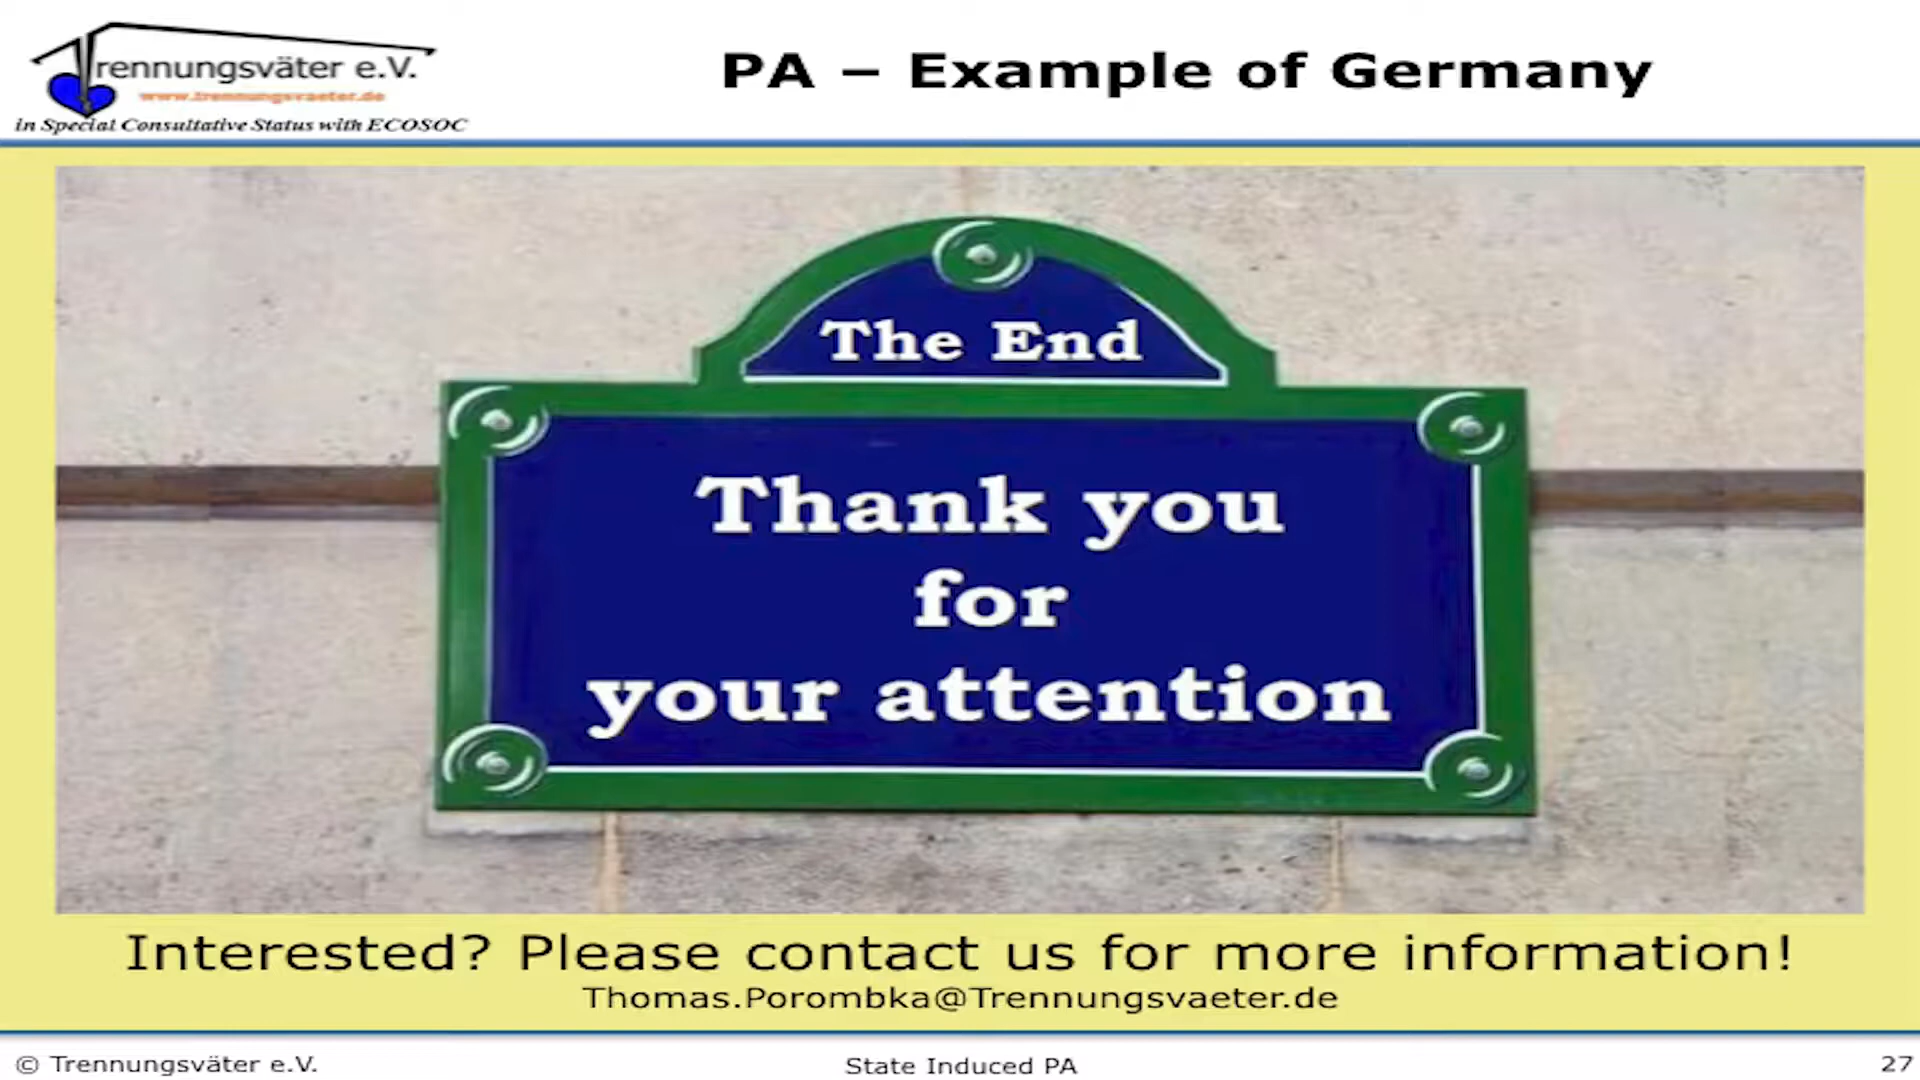 Trennungsväter e.V.
www.trennungsvaeter.de
in Special Consultative Status with ECOSOC
PA – Example of Germany
The End
Thank you
for
your attention
Interested? Please contact us for more information!
Thomas.Porombka@Trennungsvaeter.de
© Trennungsväter e.V.
State Induced PA
27